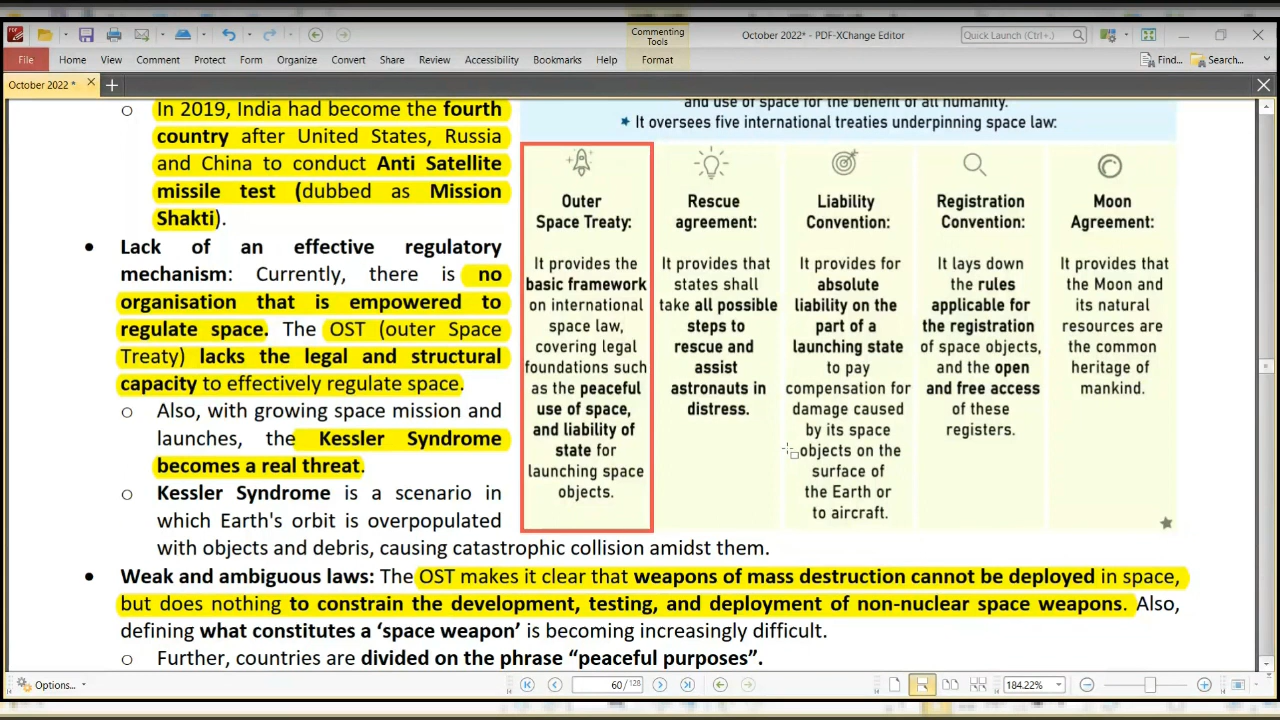 Commenting
Tools
October 2022* - PDF-XChange Editor
Quick Launch (Ctrl+.)
File
Home
View
Comment
Protect
Form
Organize
Convert
Share
Review
Accessibility
Bookmarks
Help
Format
Find...
Search...
October 2022 *
o In 2019, India had become the fourth
country after United States, Russia
and China to conduct Anti Satellite
missile test (dubbed as Mission
Shakti).
• Lack of an effective regulatory
mechanism: Currently, there is no
organisation that is empowered to
regulate space. The OST (outer Space
Treaty) lacks the legal and structural
capacity to effectively regulate space.
o Also, with growing space mission and
launches, the Kessler Syndrome
becomes a real threat.
o Kessler Syndrome is a scenario in
which Earth's orbit is overpopulated
with objects and debris, causing catastrophic collision amidst them.
and use of space for the benefit of all humanity.
★ It oversees five international treaties underpinning space law:
Outer
Space Treaty:
It provides the
basic framework
on international
space law,
covering legal
foundations such
as the peaceful
use of space,
and liability of
state for
launching space
objects.
Rescue
agreement:
It provides that
states shall
take all possible
steps to
rescue and
assist
astronauts in
distress.
Liability
Convention:
It provides for
absolute
liability on the
part of a
launching state
to pay
compensation for
damage caused
by its space
objects on the
surface of
the Earth or
to aircraft.
Registration
Convention:
It lays down
the rules
applicable for
the registration
of space objects,
and the open
and free access
of these
registers.
Moon
Agreement:
It provides that
the Moon and
its natural
resources are
the common
heritage of
mankind.
• Weak and ambiguous laws: The OST makes it clear that weapons of mass destruction cannot be deployed in space,
but does nothing to constrain the development, testing, and deployment of non-nuclear space weapons. Also,
defining what constitutes a ‘space weapon’ is becoming increasingly difficult.
o Further, countries are divided on the phrase “peaceful purposes”.
Options...
60 / 128
184.22%